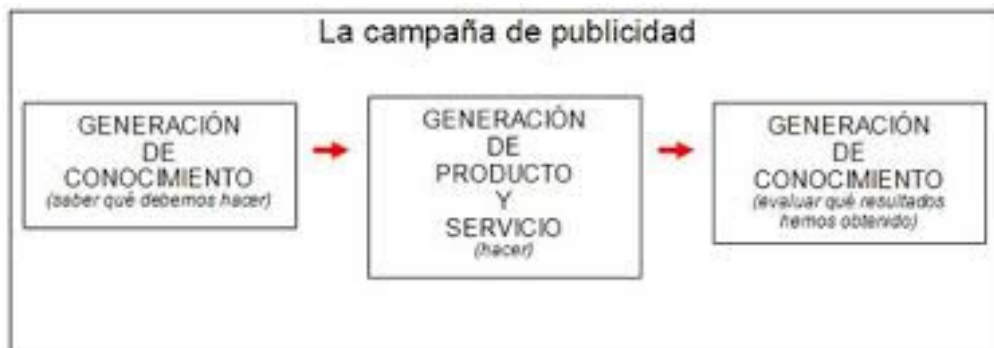 La campaña de publicidad
GENERACIÓN
DE
CONOCIMIENTO
(saber qué debemos hacer)
GENERACIÓN
DE
PRODUCTO
Y
SERVICIO
(hacer)
GENERACIÓN
DE
CONOCIMIENTO
(evaluar qué resultados
hemos obtenido)